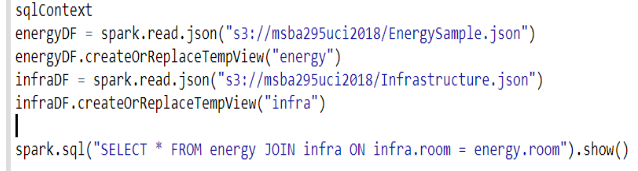 sqlContext
energyDF = spark.read.json("s3://msba295uci2018/EnergySample.json")
energyDF.createOrReplaceTempView("energy")
infraDF = spark.read.json("s3://msba295uci2018/Infrastructure.json")
infraDF.createOrReplaceTempView("infra")
spark.sql("SELECT * FROM energy JOIN infra ON infra.room = energy.room").show()